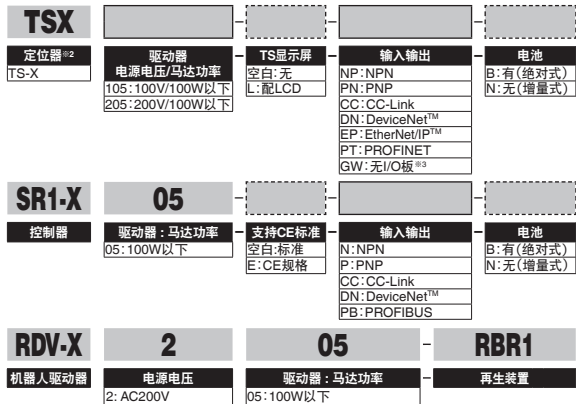 TSX - - -
定位器※2 驱动器 电源电压/马达功率 - TS显示屏 - 输入输出 - 电池
TS-X 105:100V/100W以下 空白:无 NP:NPN B:有(绝对式)
205:200V/100W以下 L:配LCD PN:PNP N:无(增量式)
CC:CC-Link
DN:DeviceNet™
EP:EtherNet/IP™
PT:PROFINET
GW:无I/O板※3
SR1-X 05 - - -
控制器 驱动器:马达功率 - 支持CE标准 - 输入输出 - 电池
05:100W以下 空白:标准 N:NPN B:有(绝对式)
E:CE规格 P:PNP N:无(增量式)
CC:CC-Link
DN:DeviceNet™
PB:PROFIBUS
RDV-X 2 05 - RBR1
机器人驱动器 电源电压 驱动器:马达功率 - 再生装置
2: AC200V 05:100W以下